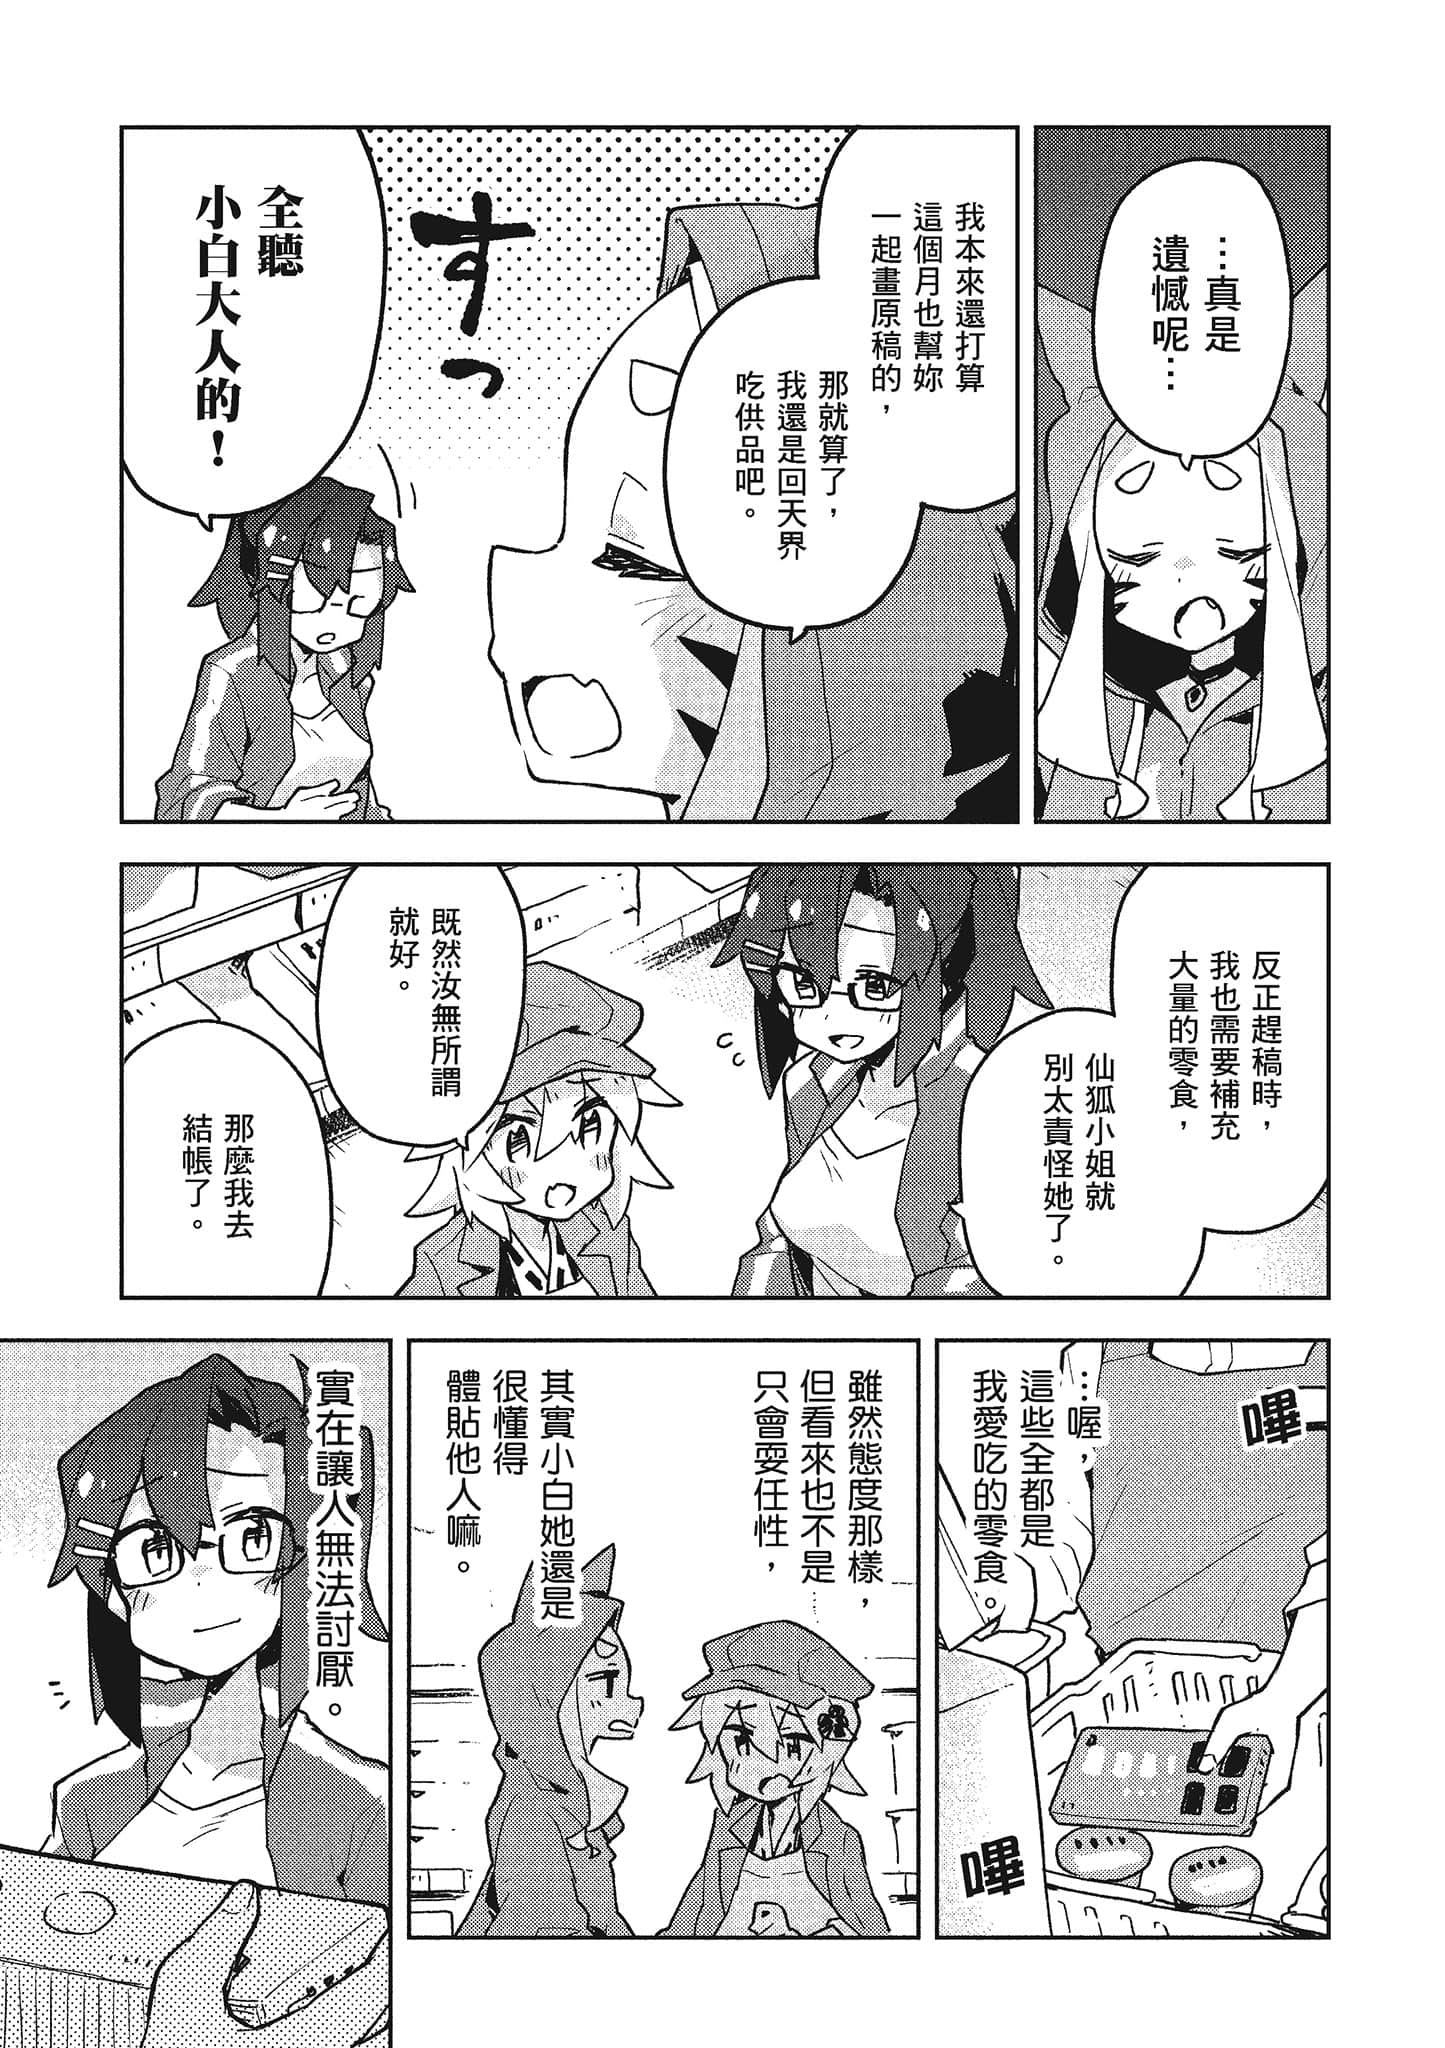 …真是
遺憾呢…
我本來還打算
這個月也幫妳
一起畫原稿的，
那就算了，
我還是回天界
吃供品吧。
すっ
全聽
小白大人的！
反正趕稿時，
我也需要補充
大量的零食，
仙狐小姐就
別太責怪她了。
既然汝無所謂
就好。
那麼我去
結帳了。
嗶
…喔，
這些全都是
我愛吃的零食。
嗶
雖然態度那樣，
但看來也不是
只會耍任性，
其實小白她還是
很懂得
體貼他人嘛。
實在讓人無法討厭。